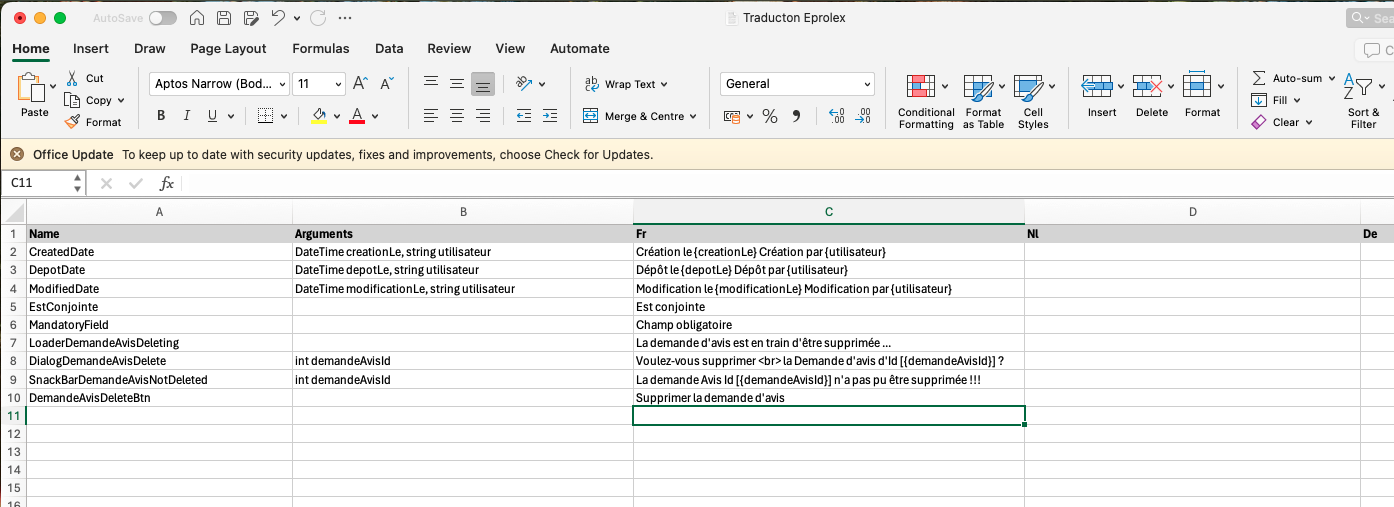 AutoSave
Traducton Eprolex
Sea
Home Insert Draw Page Layout Formulas Data Review View Automate
Paste
Cut
Copy
Format
Aptos Narrow (Bod... 11 A A
B I U A
ab Wrap Text
Merge & Centre
General
% 9 .00 .00
Conditional Formatting
Format as Table
Cell Styles
Insert Delete Format
Auto-sum
Fill
Clear
Sort & Filter
Office Update To keep up to date with security updates, fixes and improvements, choose Check for Updates.
C11 fx
A B C D
1 Name Arguments Fr Nl De
2 CreatedDate DateTime creationLe, string utilisateur Création le {creationLe} Création par {utilisateur}
3 DepotDate DateTime depotLe, string utilisateur Dépôt le {depotLe} Dépôt par {utilisateur}
4 ModifiedDate DateTime modificationLe, string utilisateur Modification le {modificationLe} Modification par {utilisateur}
5 EstConjointe Est conjointe
6 MandatoryField Champ obligatoire
7 LoaderDemandeAvisDeleting La demande d'avis est en train d'être supprimée ...
8 DialogDemandeAvisDelete int demandeAvisId Voulez-vous supprimer <br> la Demande d'avis d'Id [{demandeAvisId}] ?
9 SnackBarDemandeAvisNotDeleted int demandeAvisId La demande Avis Id [{demandeAvisId}] n'a pas pu être supprimée !!!
10 DemandeAvisDeleteBtn Supprimer la demande d'avis
11
12
13
14
15
16